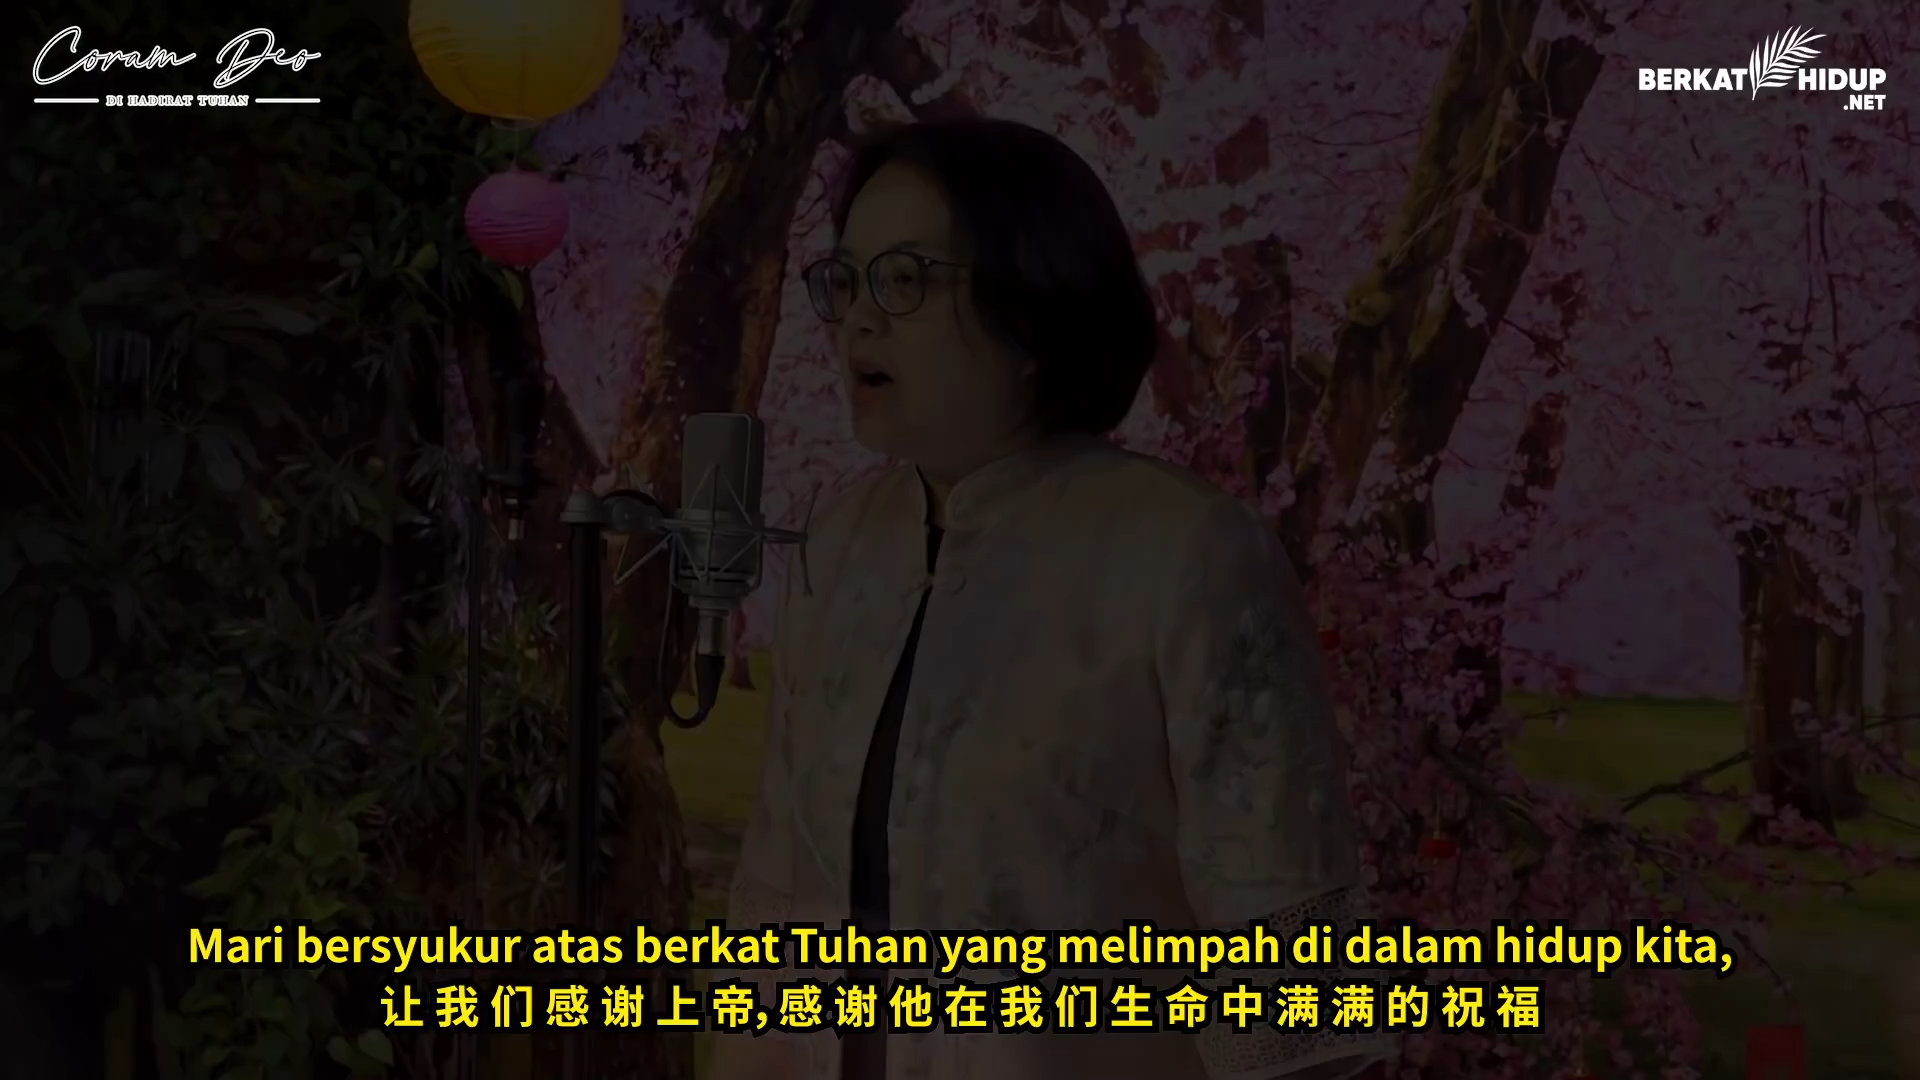 Coram Deo
DI HADIRAT TUHAN
BERKAT HIDUP
.NET
Mari bersyukur atas berkat Tuhan yang melimpah di dalam hidup kita,
让我们感谢上帝,感谢他在我们生命中满满的祝福